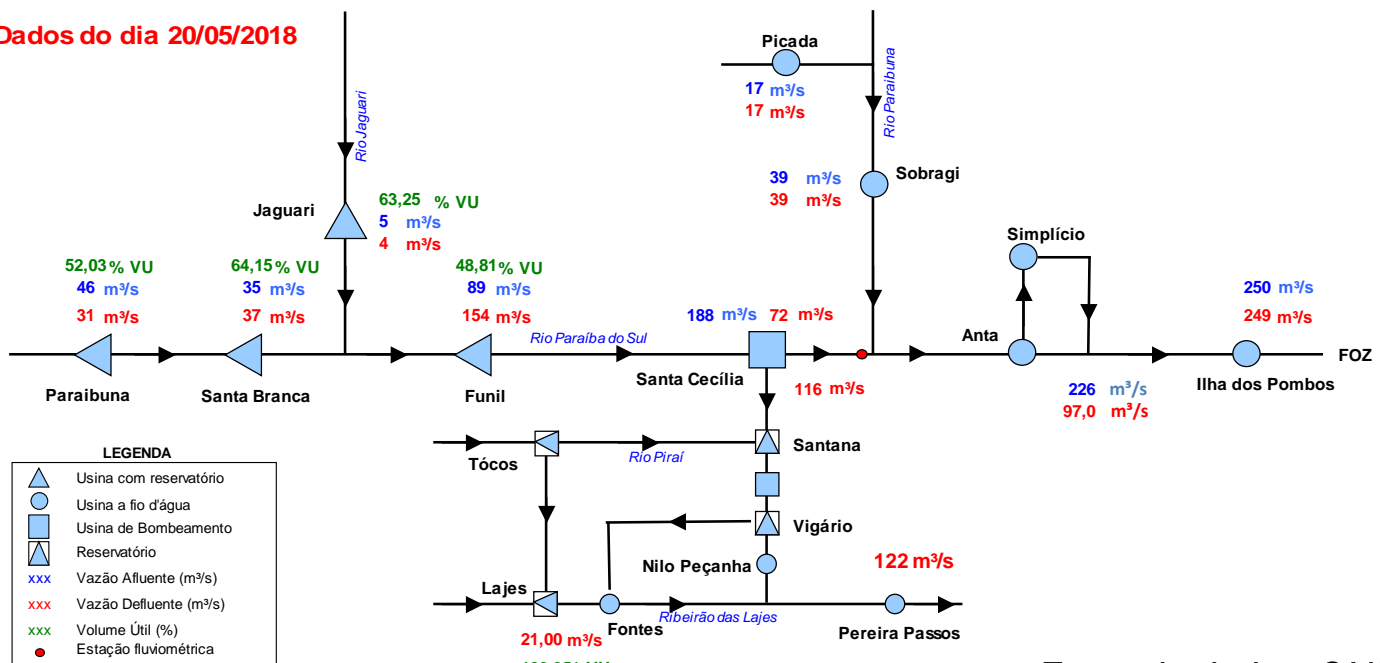 Dados do dia 20/05/2018
Picada
17 m³/s
17 m³/s
Rio Jaguari
Rio Paraibuna
Jaguari
63,25 % VU
5 m³/s
4 m³/s
39 m³/s
39 m³/s
Sobragi
Simplício
52,03 % VU
46 m³/s
31 m³/s
64,15 % VU
35 m³/s
37 m³/s
48,81 % VU
89 m³/s
154 m³/s
Rio Paraíba do Sul
188 m³/s 72 m³/s
Anta
250 m³/s
249 m³/s
FOZ
Paraibuna
Santa Branca
Funil
Santa Cecília
116 m³/s
226 m³/s
97,0 m³/s
Ilha dos Pombos
Tócos
Rio Piraí
Santana
Vigário
Nilo Peçanha
122 m³/s
Lajes
21,00 m³/s
Fontes
Ribeirão das Lajes
Pereira Passos
LEGENDA
Usina com reservatório
Usina a fio d'água
Usina de Bombeamento
Reservatório
xxx Vazão Afluente (m³/s)
xxx Vazão Defluente (m³/s)
xxx Volume Útil (%)
Estação fluviométrica